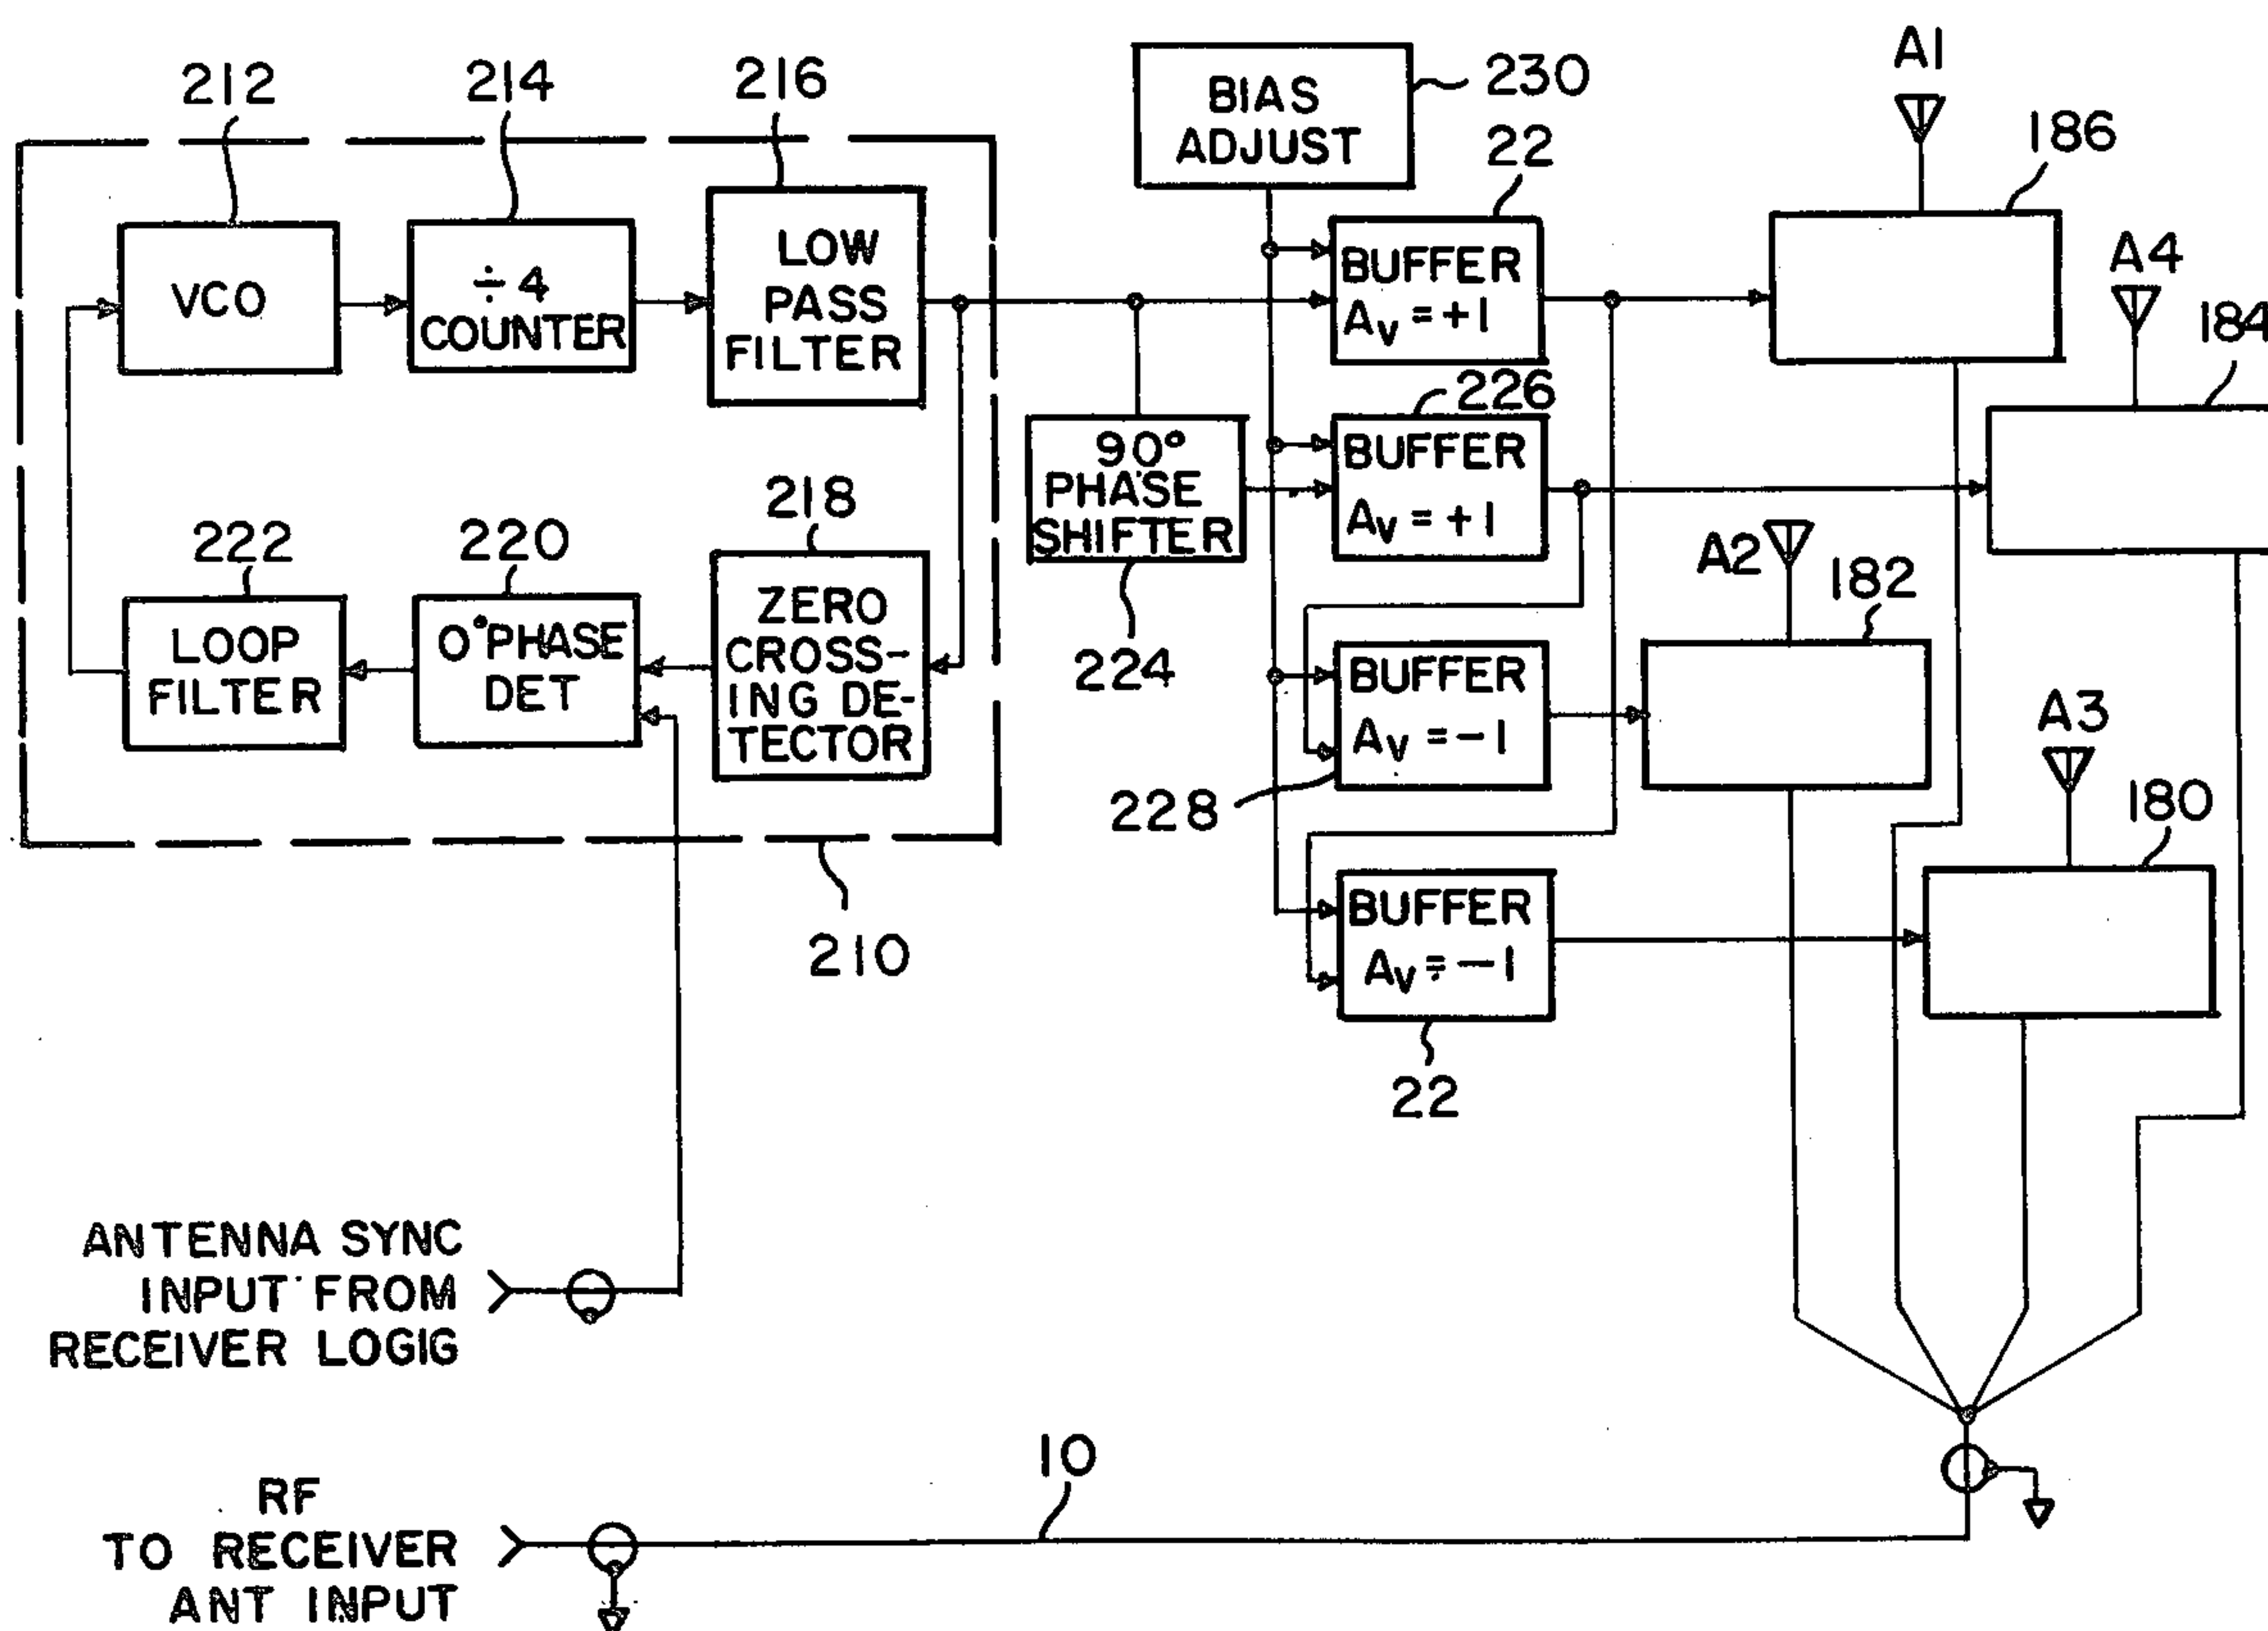 212
214
216
VCO
÷4
COUNTER
LOW
PASS
FILTER
222
220
218
LOOP
FILTER
0° PHASE
DET
ZERO
CROSS-
ING DE-
TECTOR
210
BIAS
ADJUST
230
22
BUFFER
AV = +1
90°
PHASE
SHIFTER
224
226
BUFFER
AV = +1
BUFFER
AV = -1
228
BUFFER
AV = -1
22
A1
186
A4
184
A2
182
A3
180
ANTENNA SYNC
INPUT FROM
RECEIVER LOGIG
RF
TO RECEIVER
ANT INPUT
10